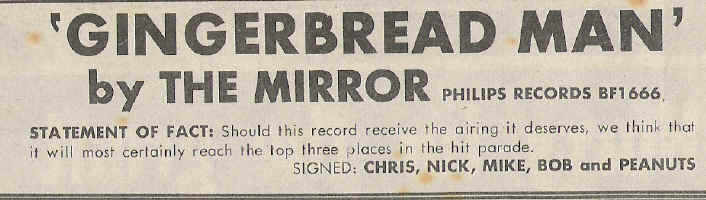 'GINGERBREAD MAN'
by THE MIRROR PHILIPS RECORDS BF1666.
STATEMENT OF FACT: Should this record receive the airing it deserves, we think that
it will most certainly reach the top three places in the hit parade.
SIGNED: CHRIS, NICK, MIKE, BOB and PEANUTS